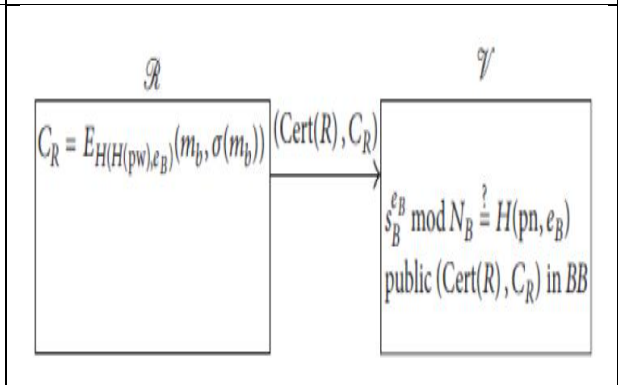 ℛ
𝒱
C_R = E_{H(H(pw),e_B)}(m_b, σ(m_b))
(Cert(R), C_R)
s_B^{e_B} mod N_B ≟ H(pn, e_B)
public (Cert(R), C_R) in BB